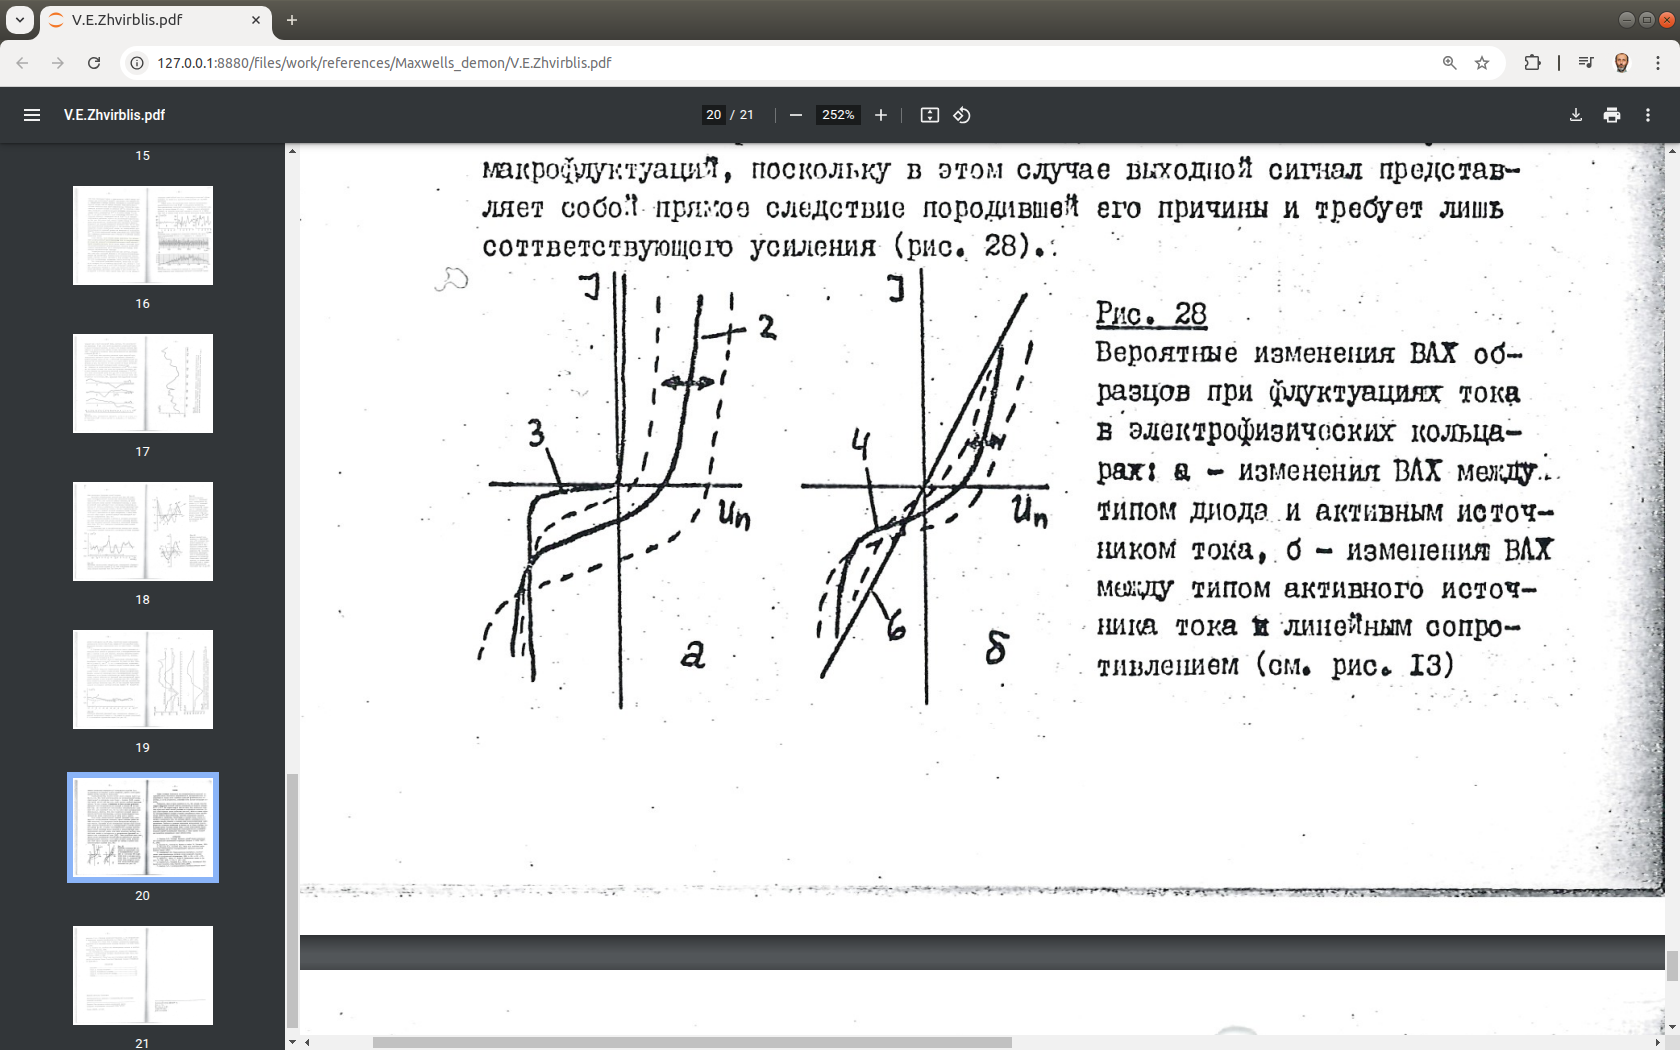 V.E.Zhvirblis.pdf
127.0.0.1:8880/files/work/references/Maxwells_demon/V.E.Zhvirblis.pdf
V.E.Zhvirblis.pdf
20 / 21
252%
15
16
17
18
19
20
21
макрофлуктуаций, поскольку в этом случае выходной сигнал представ-
ляет собой прямое следствие породившей его причины и требует лишь
соттветствующего усиления (рис. 28).
J
2
3
Uп
а
J
4
6
Uп
б
Рис. 28
Вероятные изменения ВАХ об-
разцов при флуктуациях тока
в электрофизических кольца-
рах: а - изменения ВАХ между
типом диода и активным источ-
ником тока, б - изменения ВАХ
между типом активного источ-
ника тока и линейным сопро-
тивлением (см. рис. I3)